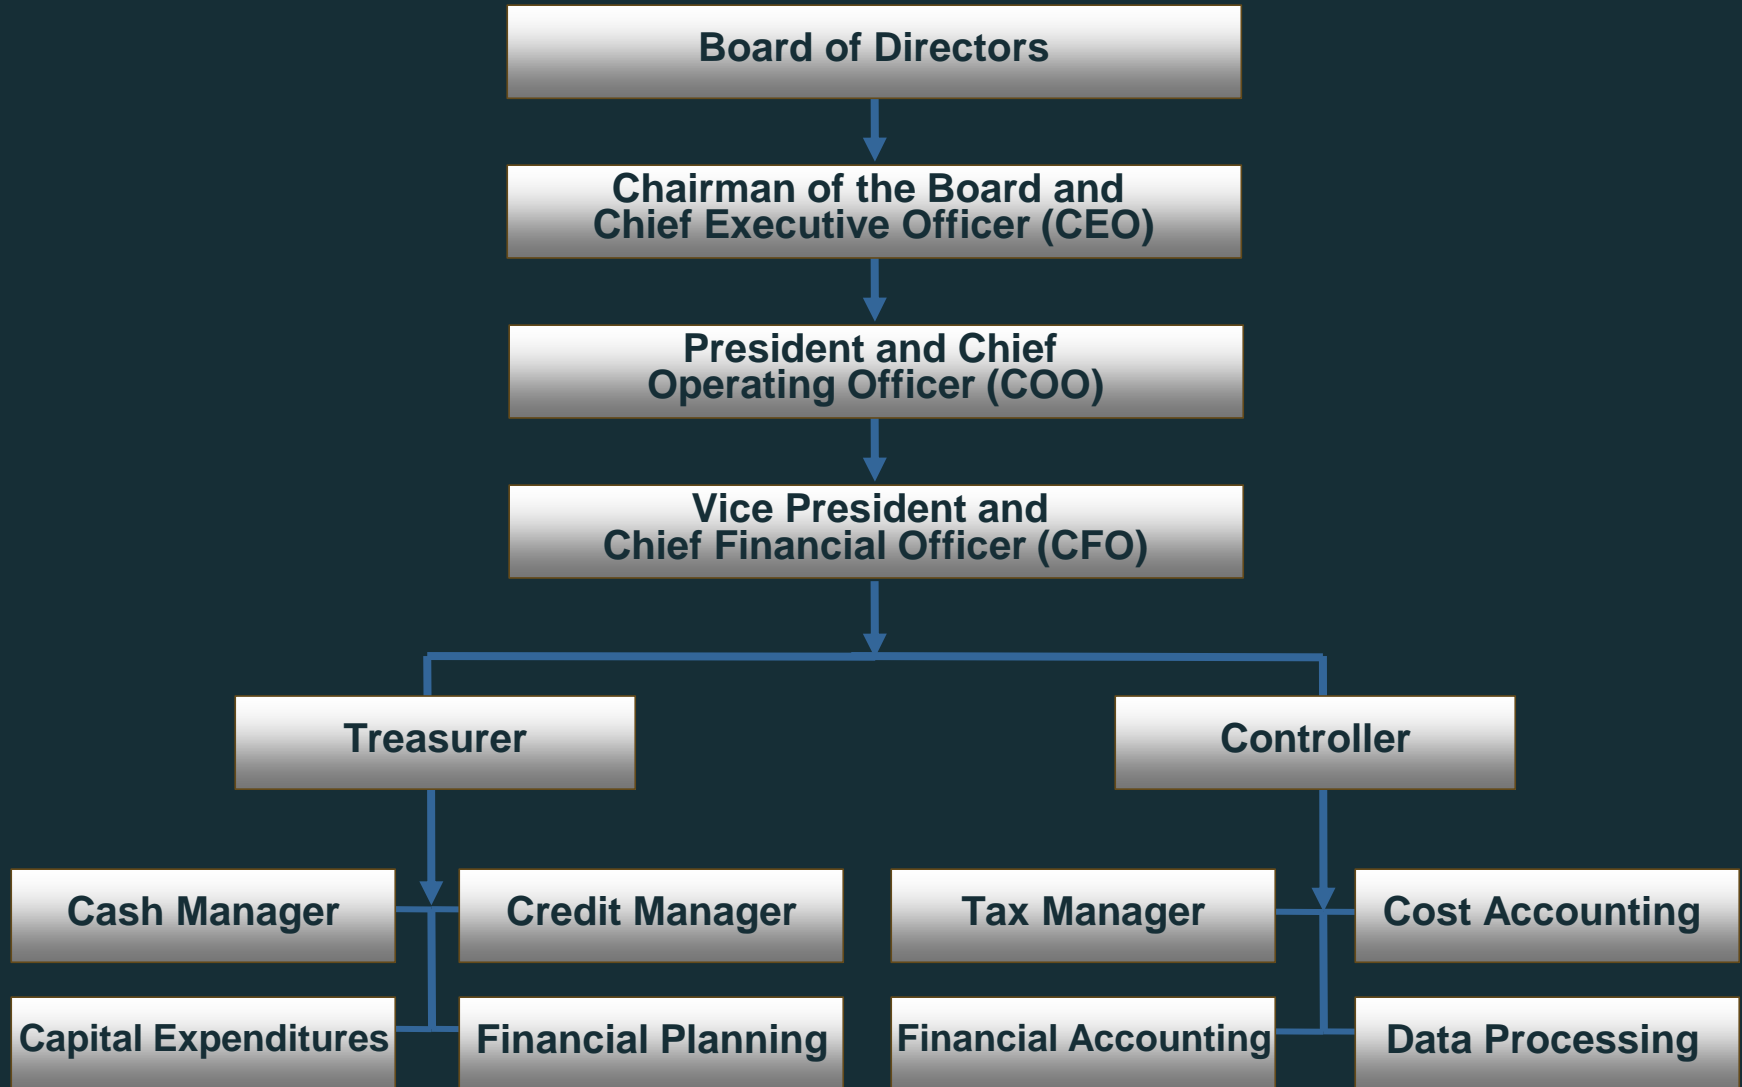 Board of Directors
Chairman of the Board and
Chief Executive Officer (CEO)
President and Chief
Operating Officer (COO)
Vice President and
Chief Financial Officer (CFO)
Treasurer
Controller
Cash Manager
Credit Manager
Tax Manager
Cost Accounting
Capital Expenditures
Financial Planning
Financial Accounting
Data Processing